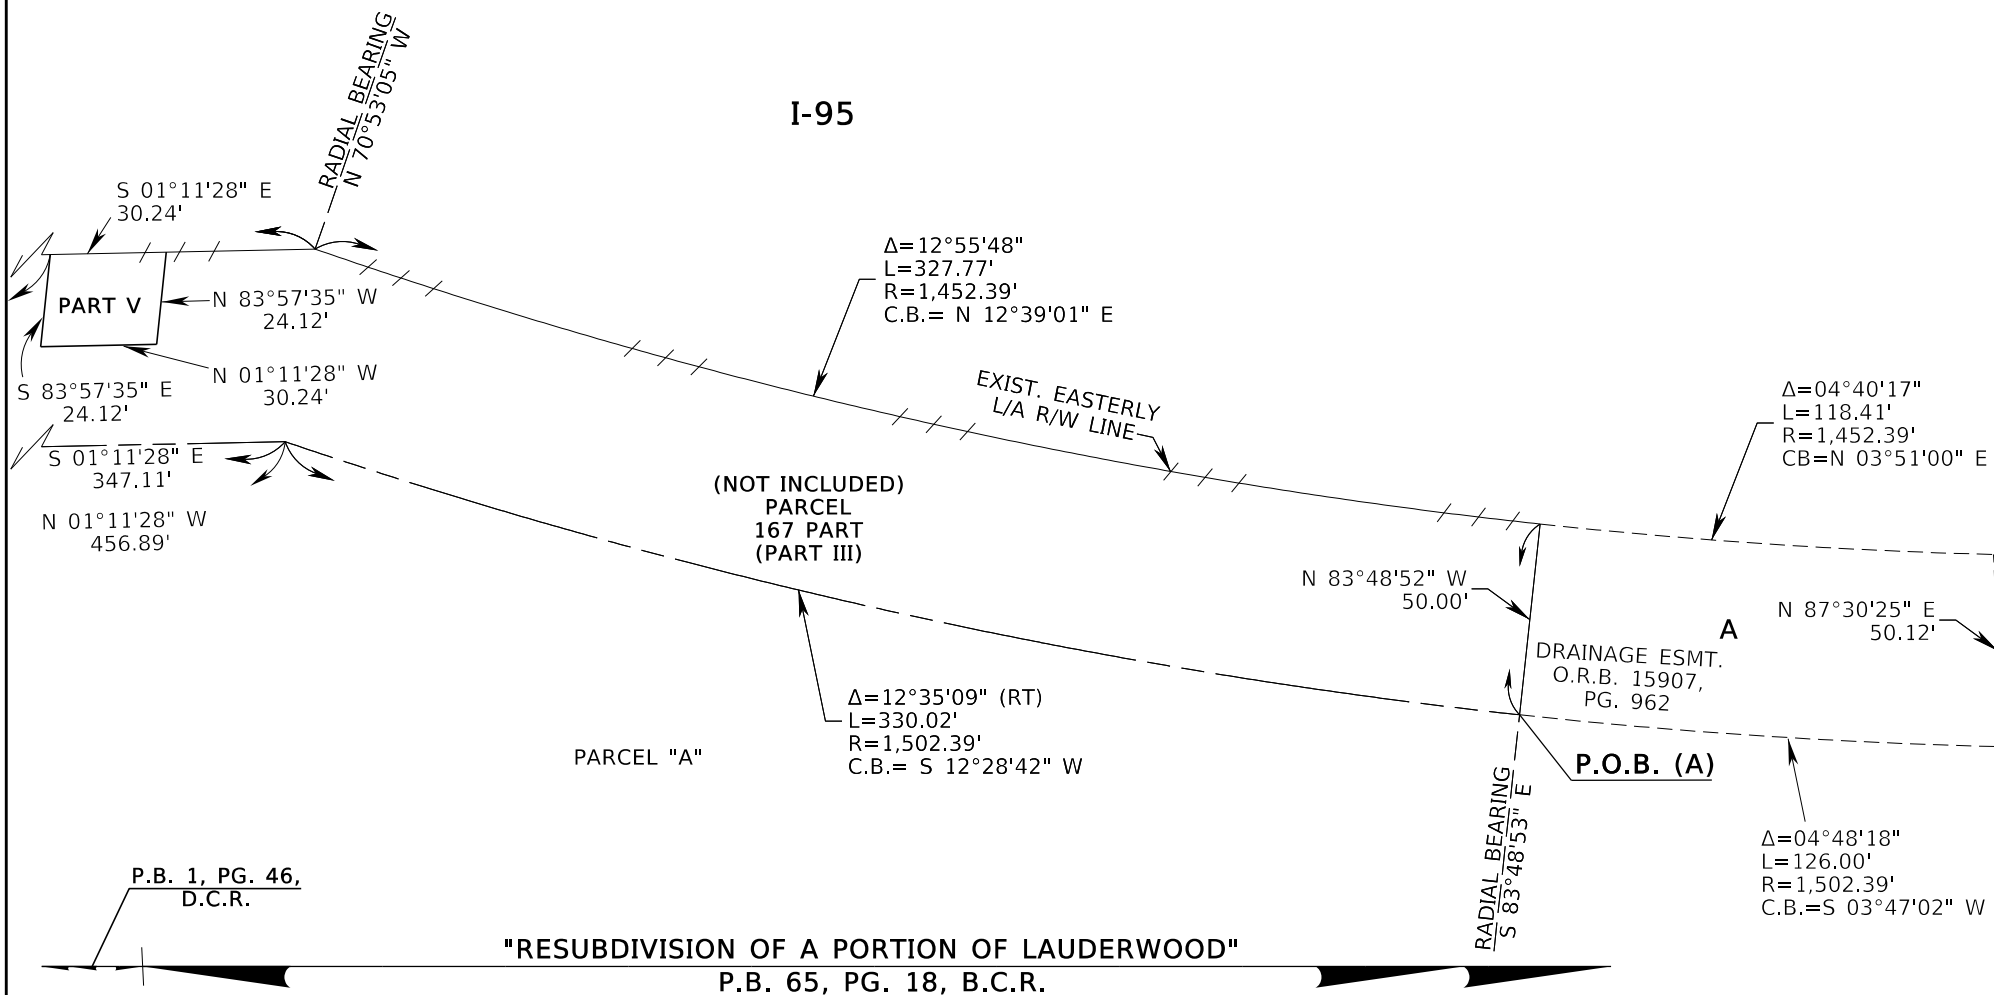 RADIAL BEARING
N 70°53'05" W
I-95
S 01°11'28" E
30.24'
PART V
N 83°57'35" W
24.12'
S 83°57'35" E
24.12'
N 01°11'28" W
30.24'
S 01°11'28" E
347.11'
N 01°11'28" W
456.89'
Δ=12°55'48"
L=327.77'
R=1,452.39'
C.B.= N 12°39'01" E
EXIST. EASTERLY
L/A R/W LINE
(NOT INCLUDED)
PARCEL
167 PART
(PART III)
Δ=04°40'17"
L=118.41'
R=1,452.39'
CB=N 03°51'00" E
N 83°48'52" W
50.00'
A
N 87°30'25" E
50.12'
DRAINAGE ESMT.
O.R.B. 15907,
PG. 962
Δ=12°35'09" (RT)
L=330.02'
R=1,502.39'
C.B.= S 12°28'42" W
PARCEL "A"
P.O.B. (A)
RADIAL BEARING
S 83°48'53" E
Δ=04°48'18"
L=126.00'
R=1,502.39'
C.B.=S 03°47'02" W
P.B. 1, PG. 46,
D.C.R.
"RESUBDIVISION OF A PORTION OF LAUDERWOOD"
P.B. 65, PG. 18, B.C.R.